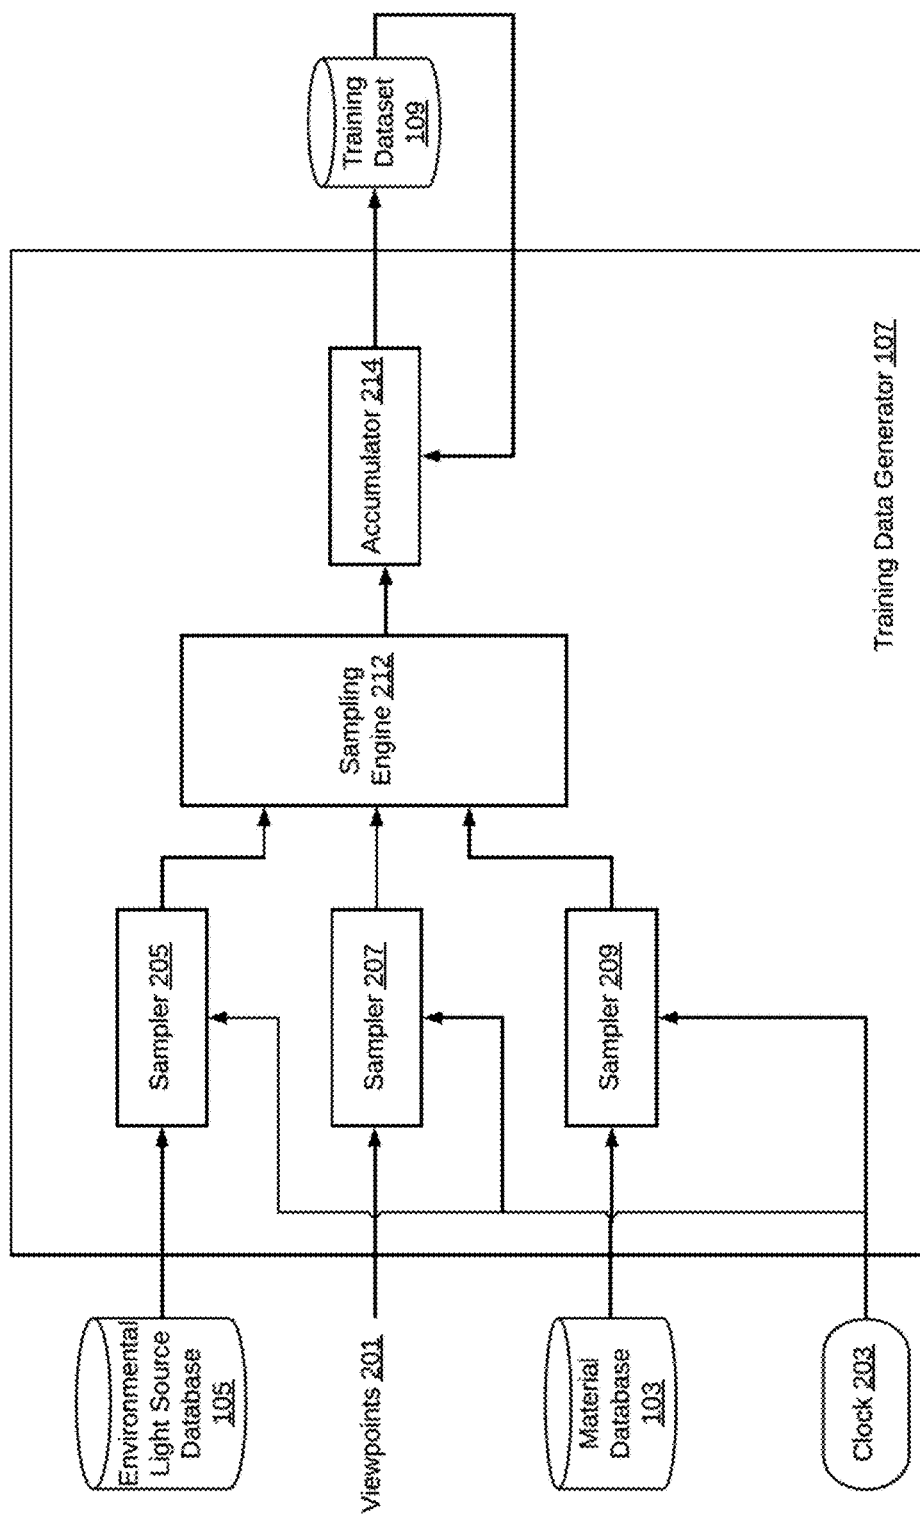 Environmental
Light Source
Database
105
Viewpoints 201
Material
Database
103
Clock 203
Sampler 205
Sampler 207
Sampler 209
Sampling
Engine 212
Accumulator 214
Training
Dataset
109
Training Data Generator 107